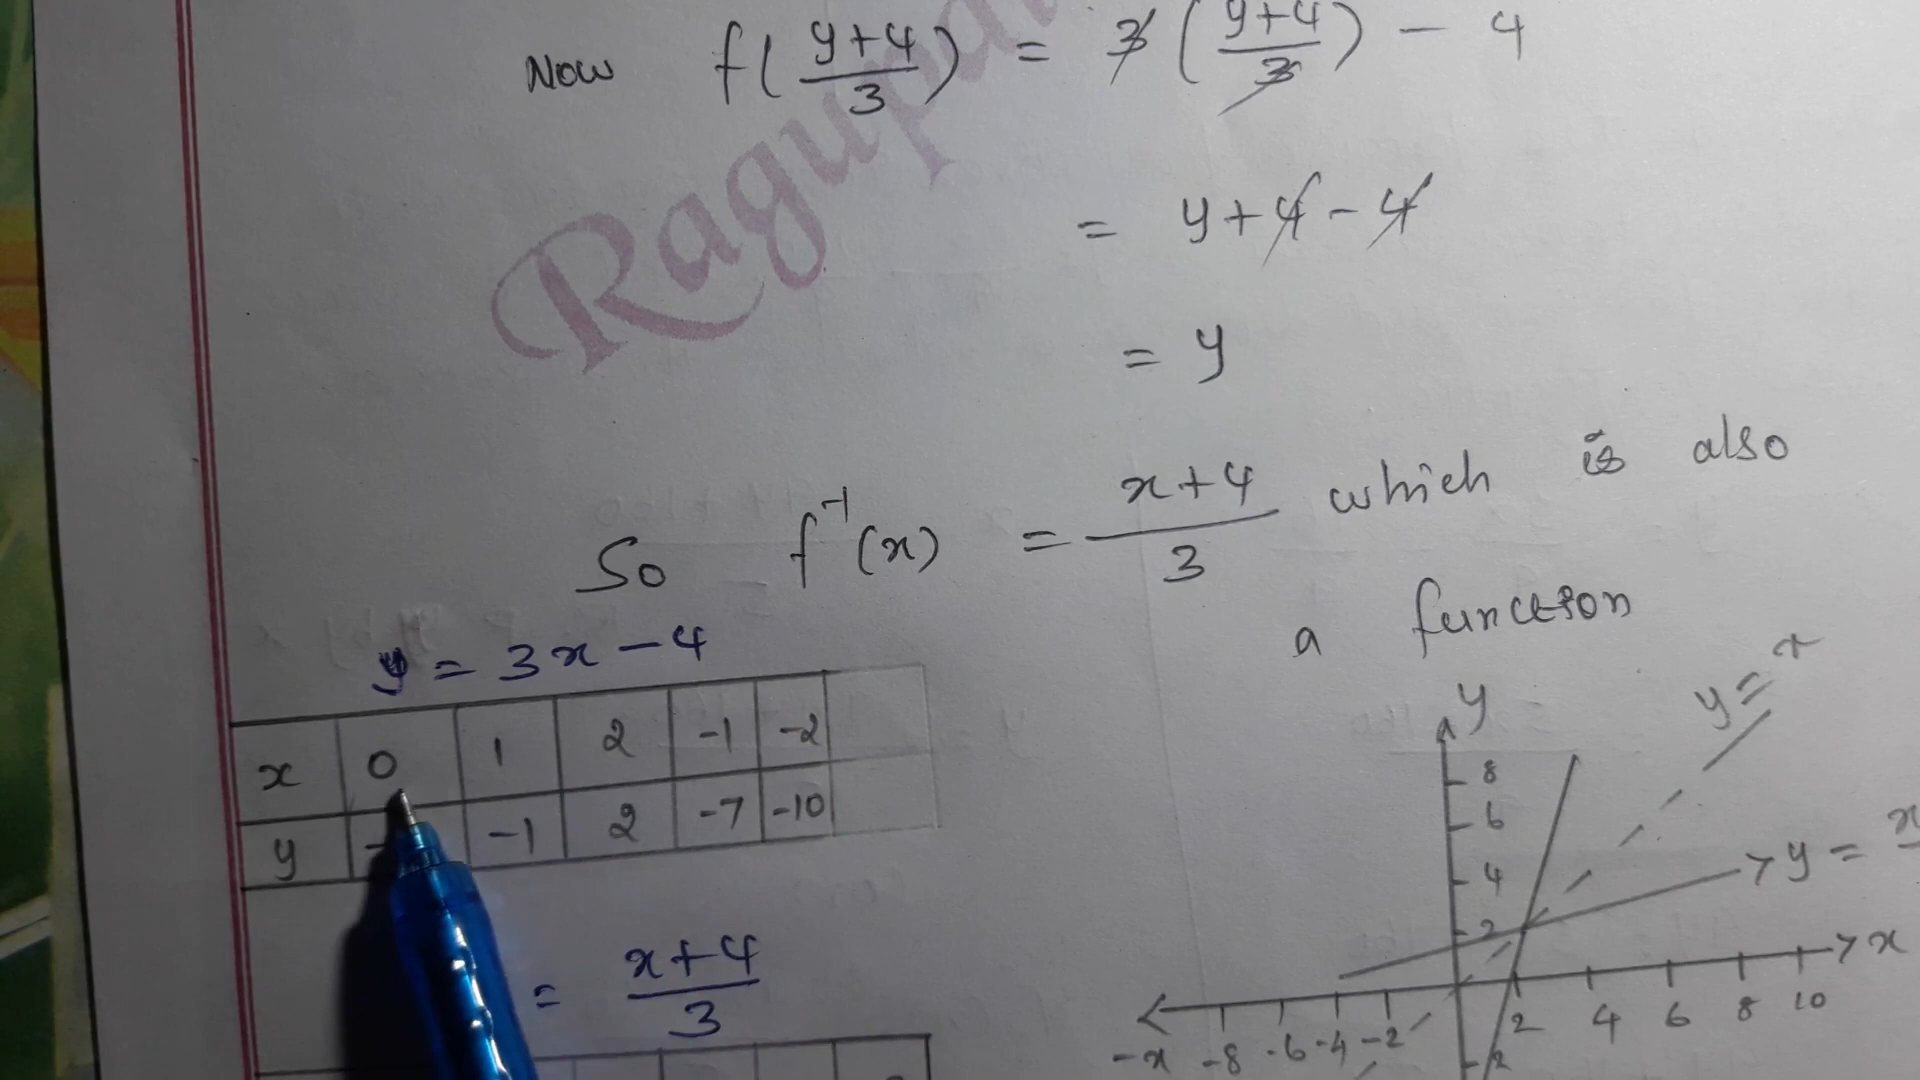 Now f(y+4/3) = 3(y+4/3) - 4
= y+4-4
= y
So f⁻¹(x) = x+4/3 which is also
a function
y = 3x-4
x 0 1 2 -1 -2
y - -1 2 -7 -10
= x+4/3
y
y =
8
6
4
2
y =
x
-x -8 -6 -4 -2 2 4 6 8 10
-2